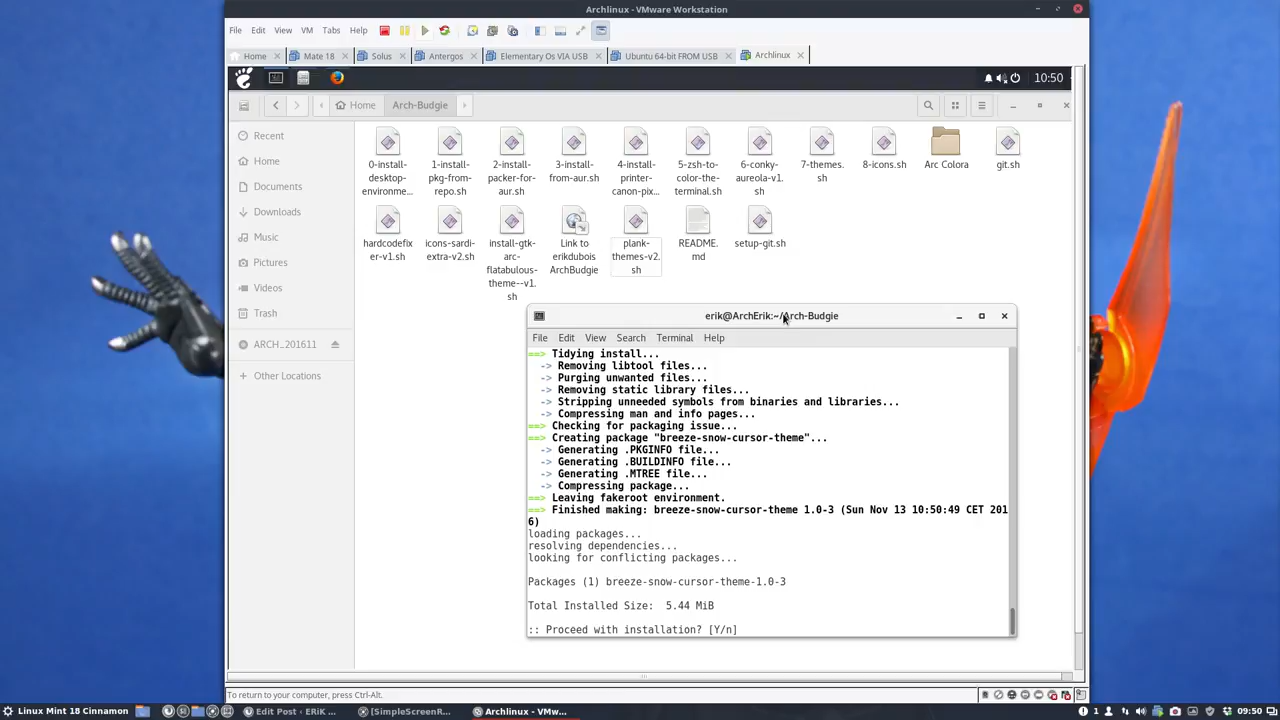 Archlinux - VMware Workstation
File Edit View VM Tabs Help
Home Mate 18 Solus Antergos Elementary Os VIA USB Ubuntu 64-bit FROM USB Archlinux
10:50
Home Arch-Budgie
Recent
Home
Documents
Downloads
Music
Pictures
Videos
Trash
ARCH_201611
Other Locations
0-install-desktop-environme...
1-install-pkg-from-repo.sh
2-install-packer-for-aur.sh
3-install-from-aur.sh
4-install-printer-canon-pix...
5-zsh-to-color-the-terminal.sh
6-conky-aureola-v1.sh
7-themes.sh
8-icons.sh
Arc Colora
git.sh
hardcodefixer-v1.sh
icons-sardi-extra-v2.sh
install-gtk-arc-flatabulous-theme--v1.sh
Link to erikdubois ArchBudgie
plank-themes-v2.sh
README.md
setup-git.sh
erik@ArchErik:~/Arch-Budgie
File Edit View Search Terminal Help
==> Tidying install...
-> Removing libtool files...
-> Purging unwanted files...
-> Removing static library files...
-> Stripping unneeded symbols from binaries and libraries...
-> Compressing man and info pages...
==> Checking for packaging issue...
==> Creating package "breeze-snow-cursor-theme"...
-> Generating .PKGINFO file...
-> Generating .BUILDINFO file...
-> Generating .MTREE file...
-> Compressing package...
==> Leaving fakeroot environment.
==> Finished making: breeze-snow-cursor-theme 1.0-3 (Sun Nov 13 10:50:49 CET 201
6)
loading packages...
resolving dependencies...
looking for conflicting packages...
Packages (1) breeze-snow-cursor-theme-1.0-3
Total Installed Size: 5.44 MiB
:: Proceed with installation? [Y/n]
To return to your computer, press Ctrl-Alt.
Linux Mint 18 Cinnamon Edit Post ‹ ERiK ... [SimpleScreenR... Archlinux - VMw... 1 09:50